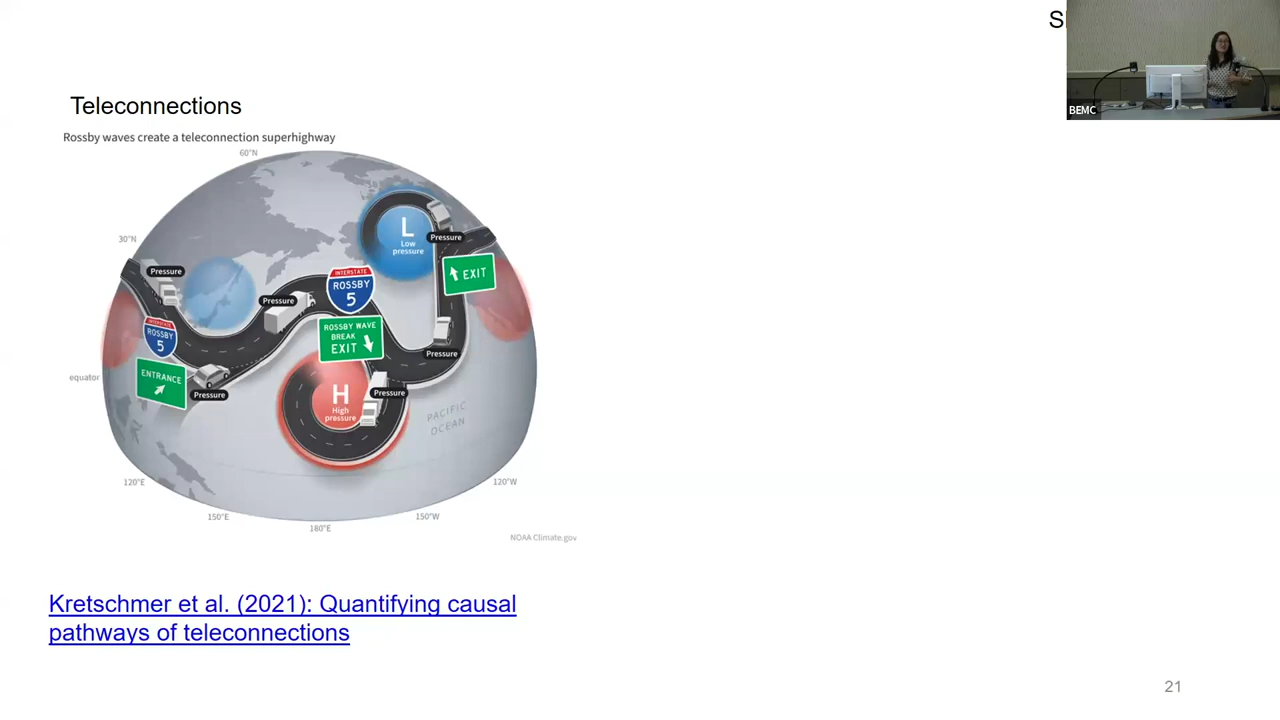 BEMC
Teleconnections
Rossby waves create a teleconnection superhighway
60°N
30°N
equator
120°E
150°E
180°E
150°W
120°W
Pressure
INTERSTATE
ROSSBY
5
ENTRANCE
Pressure
Pressure
INTERSTATE
ROSSBY
5
ROSSBY WAVE
BREAK
EXIT
H
High
pressure
Pressure
L
Low
pressure
Pressure
EXIT
Pressure
PACIFIC
OCEAN
NOAA Climate.gov
Kretschmer et al. (2021): Quantifying causal
pathways of teleconnections
21